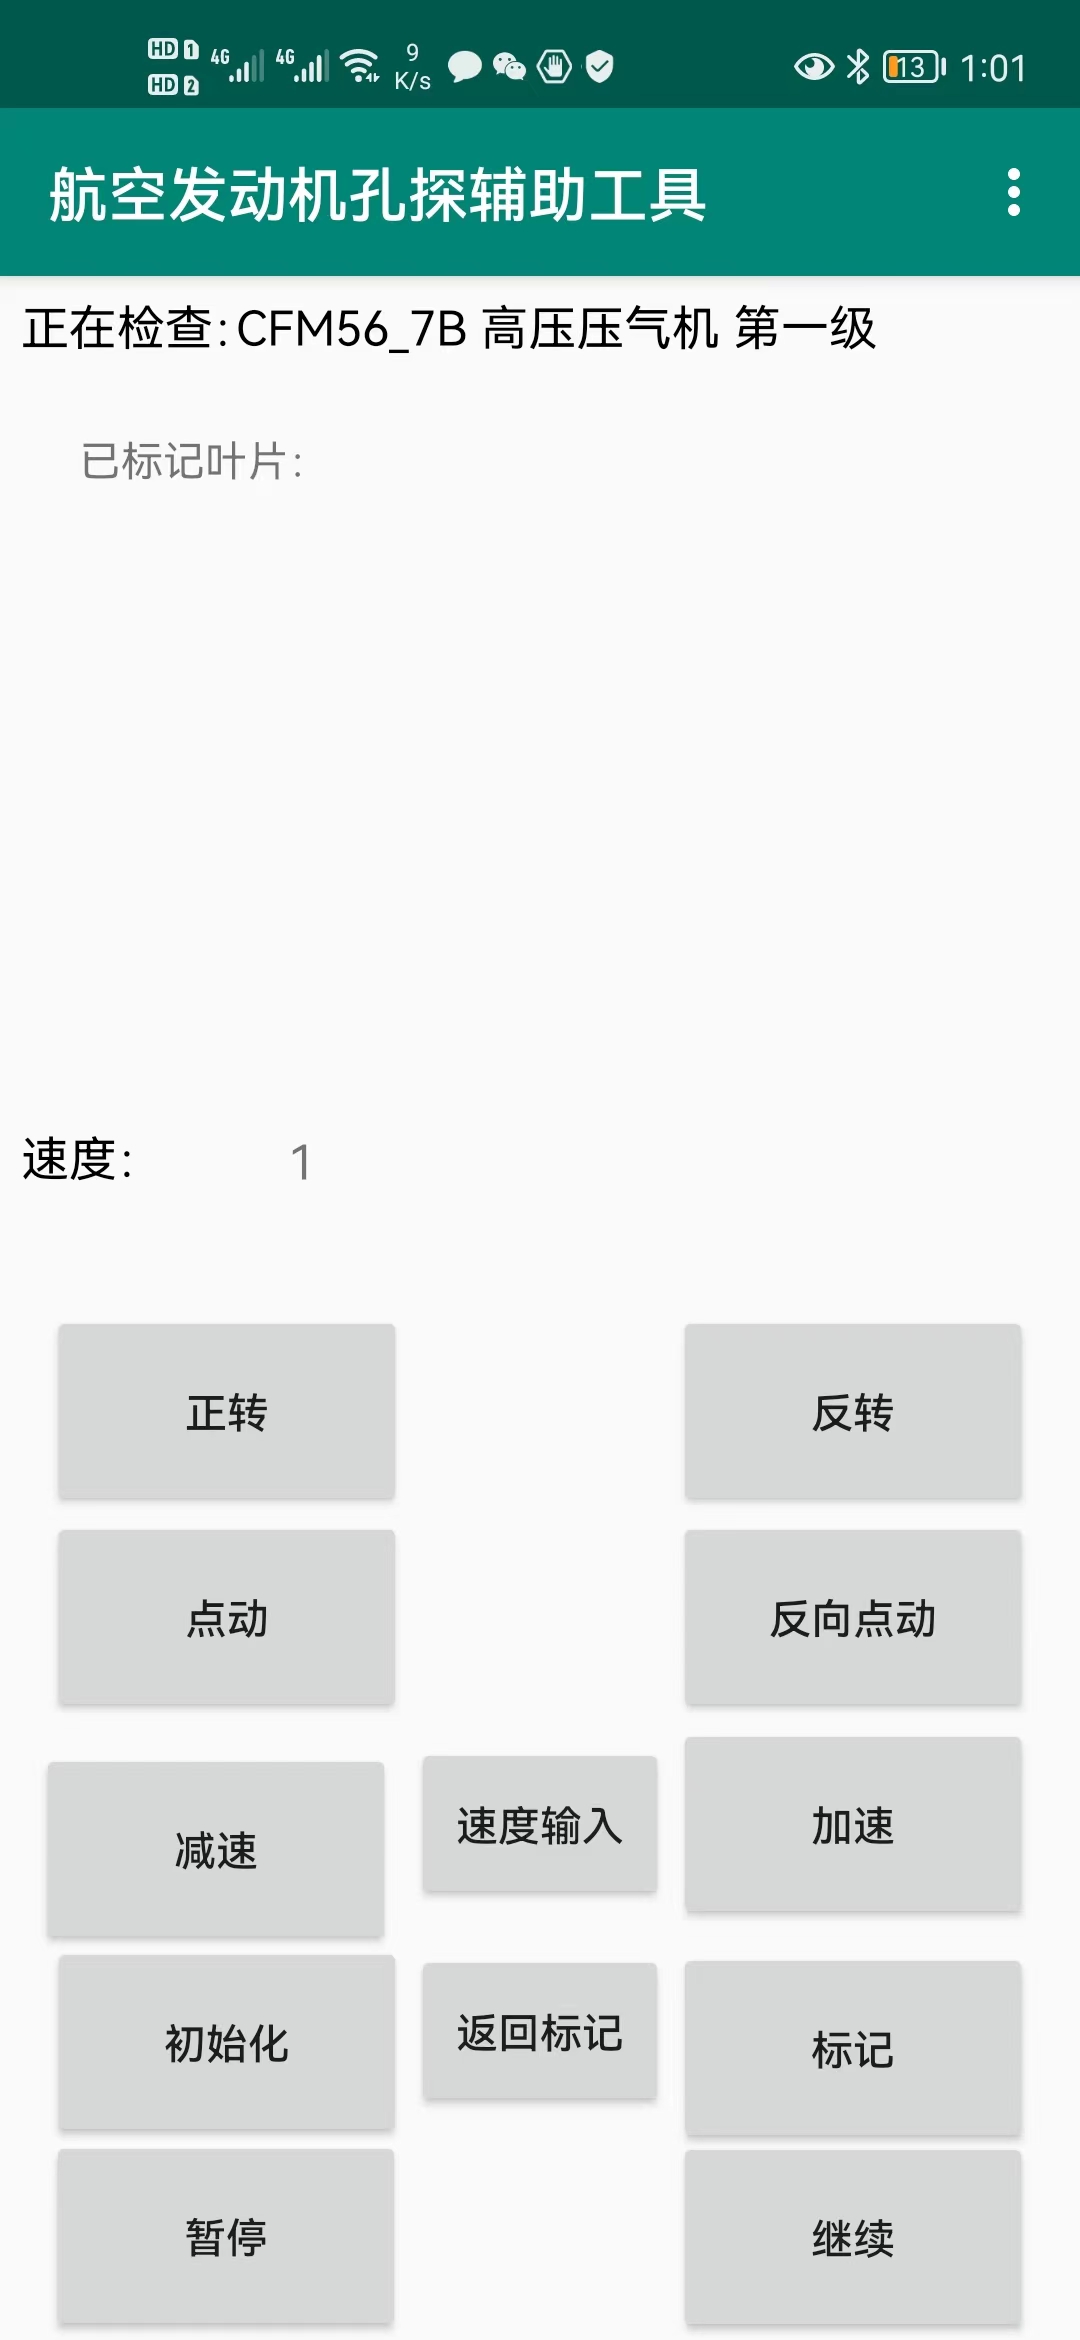 HD 1 4G 4G 9 K/s 13 1:01
HD 2
航空发动机孔探辅助工具
正在检查:CFM56_7B 高压压气机 第一级
已标记叶片:
速度: 1
正转 反转
点动 反向点动
减速 速度输入 加速
初始化 返回标记 标记
暂停 继续